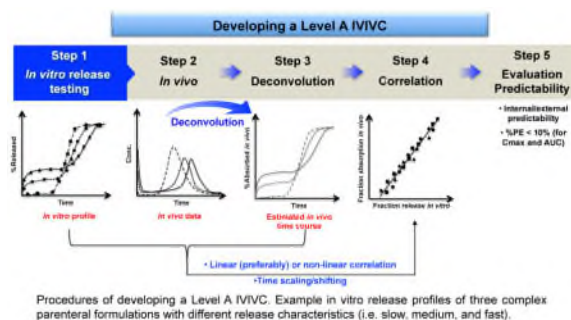 Developing a Level A IVIVC
Step 1
In vitro release
testing
Step 2
In vivo
Step 3
Deconvolution
Step 4
Correlation
Step 5
Evaluation
Predictability
• Internal/external
predictability
• %PE < 10% (for
Cmax and AUC)
Deconvolution
%Released
Time
In vitro profile
Conc.
Time
In vivo data
%Absorbed in vivo
Time
Estimated in vivo
time course
Fraction absorption in vivo
Fraction release in vitro
• Linear (preferably) or non-linear correlation
•Time scaling/shifting
Procedures of developing a Level A IVIVC. Example in vitro release profiles of three complex
parenteral formulations with different release characteristics (i.e. slow, medium, and fast).